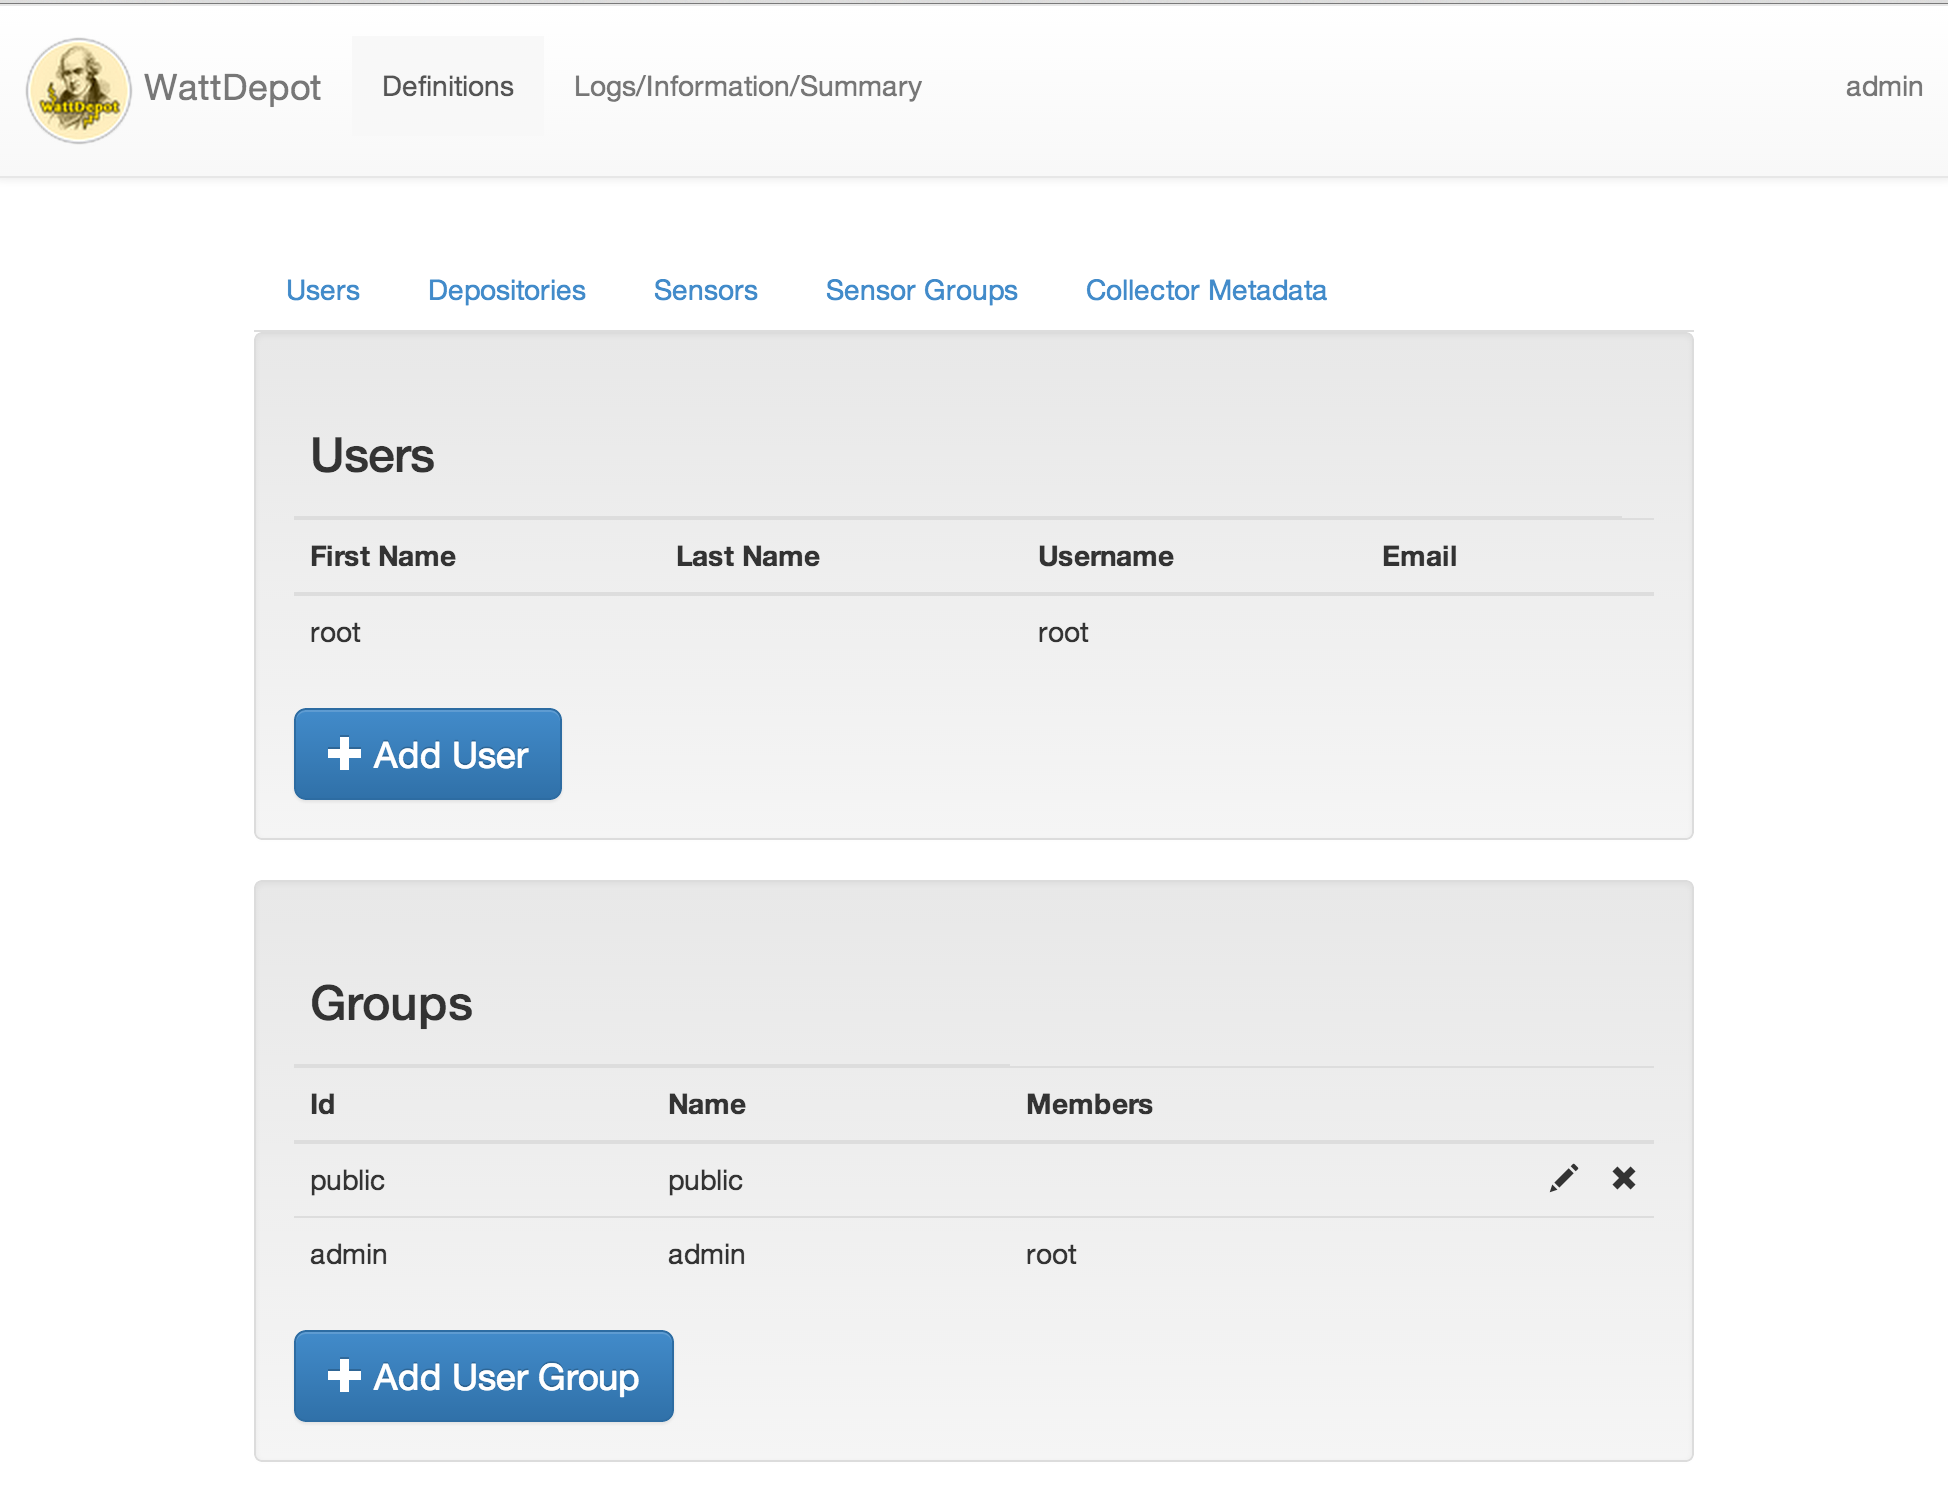 WattDepot WattDepot Definitions Logs/Information/Summary admin
Users Depositories Sensors Sensor Groups Collector Metadata
Users
First Name Last Name Username Email
root root
Add User
Groups
Id Name Members
public public
admin admin root
Add User Group